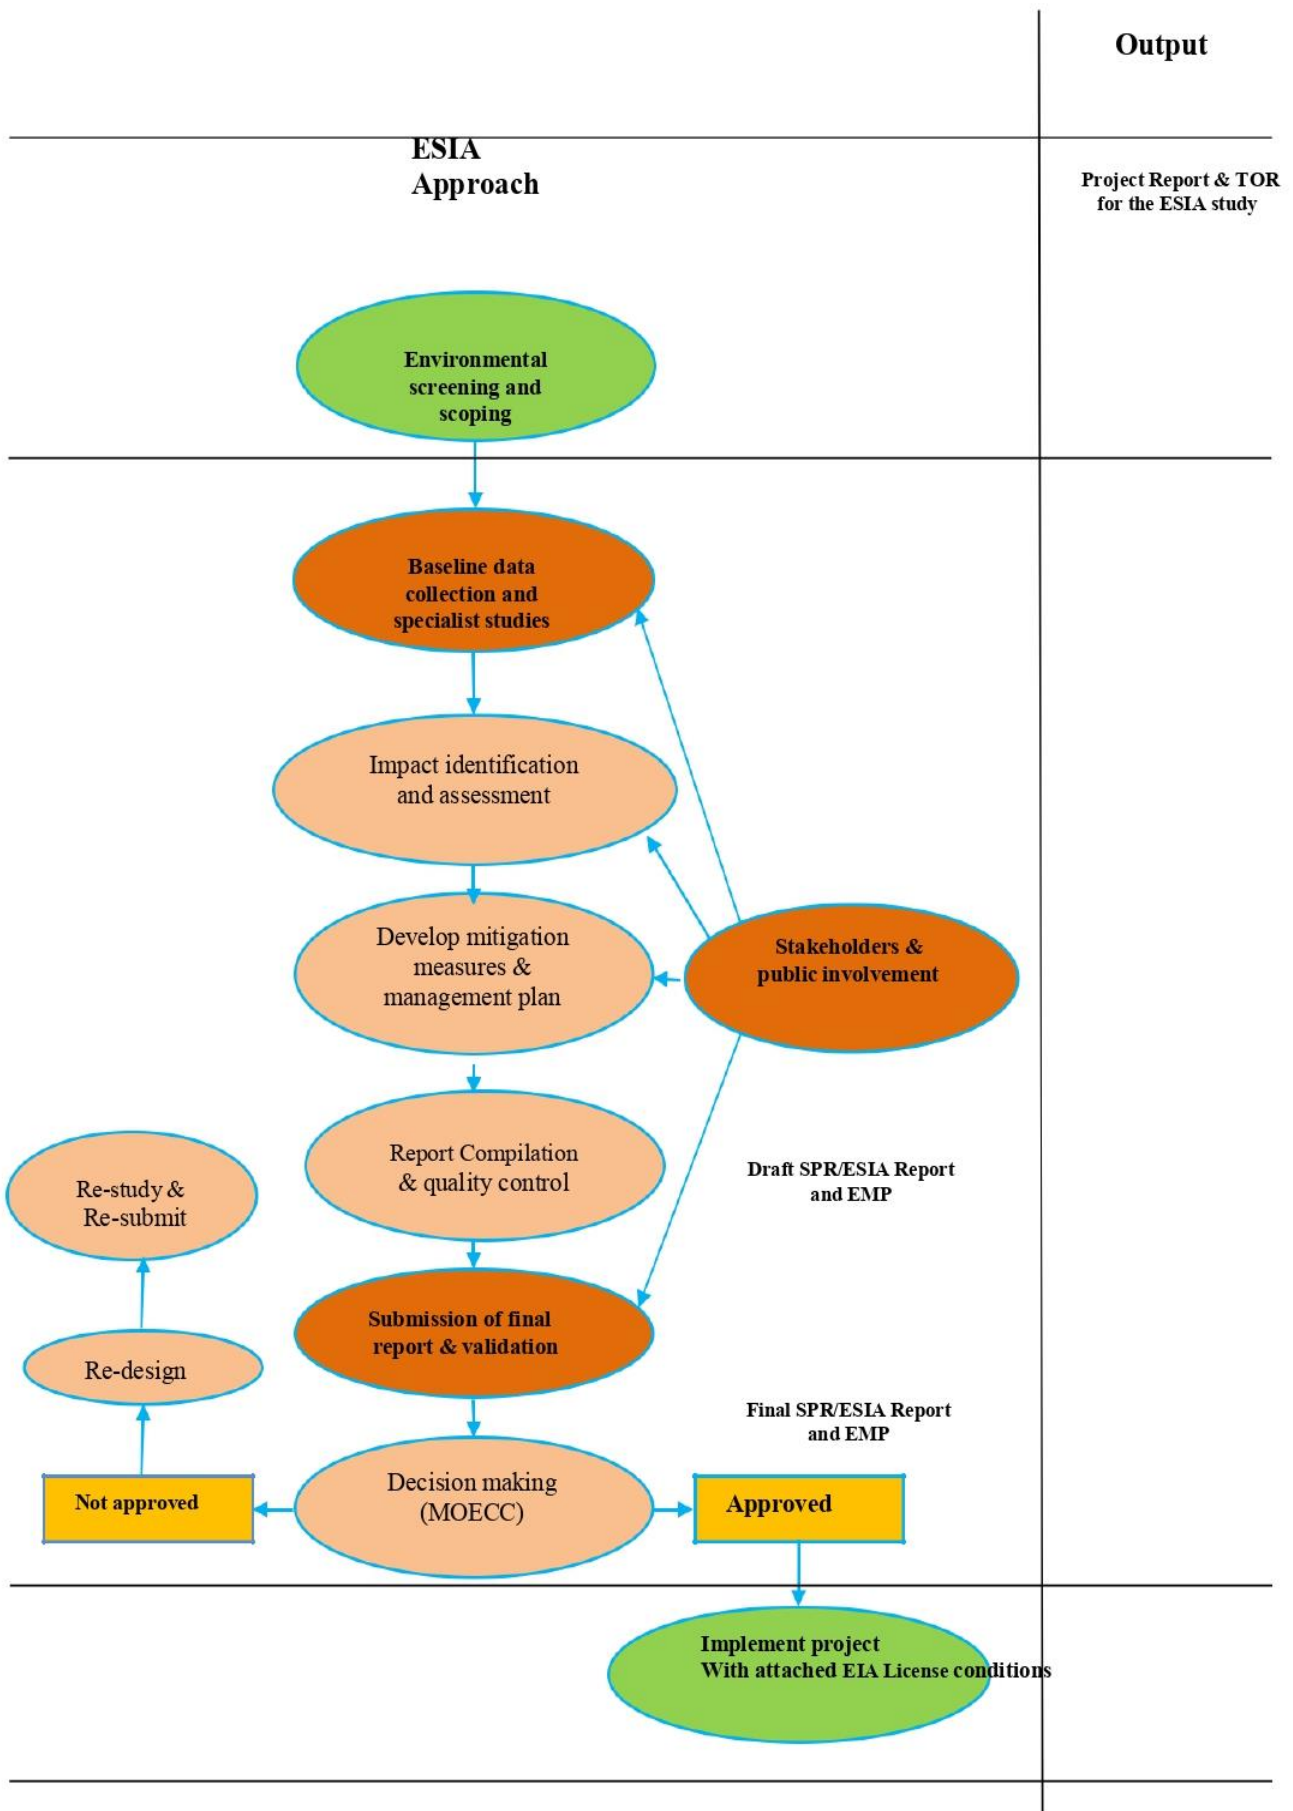 Output
ESIA
Approach
Project Report & TOR
for the ESIA study
Environmental
screening and
scoping
Baseline data
collection and
specialist studies
Impact identification
and assessment
Develop mitigation
measures &
management plan
Stakeholders &
public involvement
Report Compilation
& quality control
Draft SPR/ESIA Report
and EMP
Re-study &
Re-submit
Submission of final
report & validation
Re-design
Final SPR/ESIA Report
and EMP
Not approved
Decision making
(MOECC)
Approved
Implement project
With attached EIA License conditions